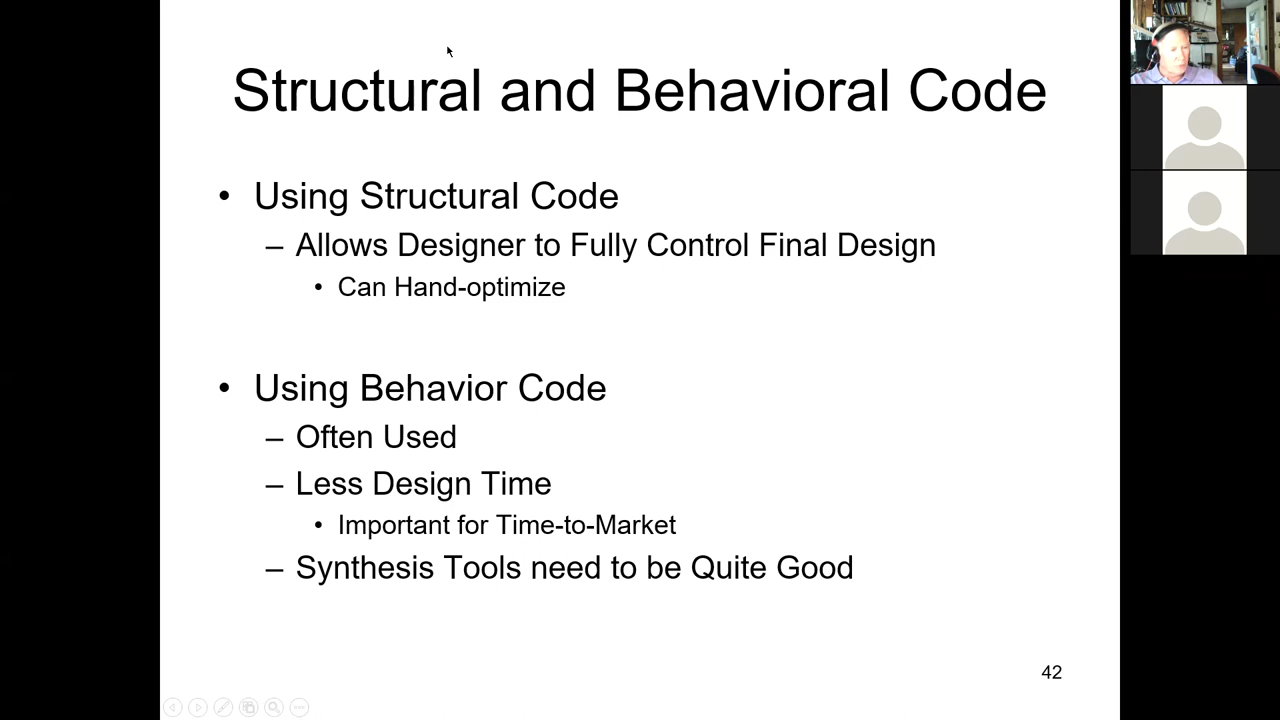 Structural and Behavioral Code
• Using Structural Code
– Allows Designer to Fully Control Final Design
• Can Hand-optimize
• Using Behavior Code
– Often Used
– Less Design Time
• Important for Time-to-Market
– Synthesis Tools need to be Quite Good
42